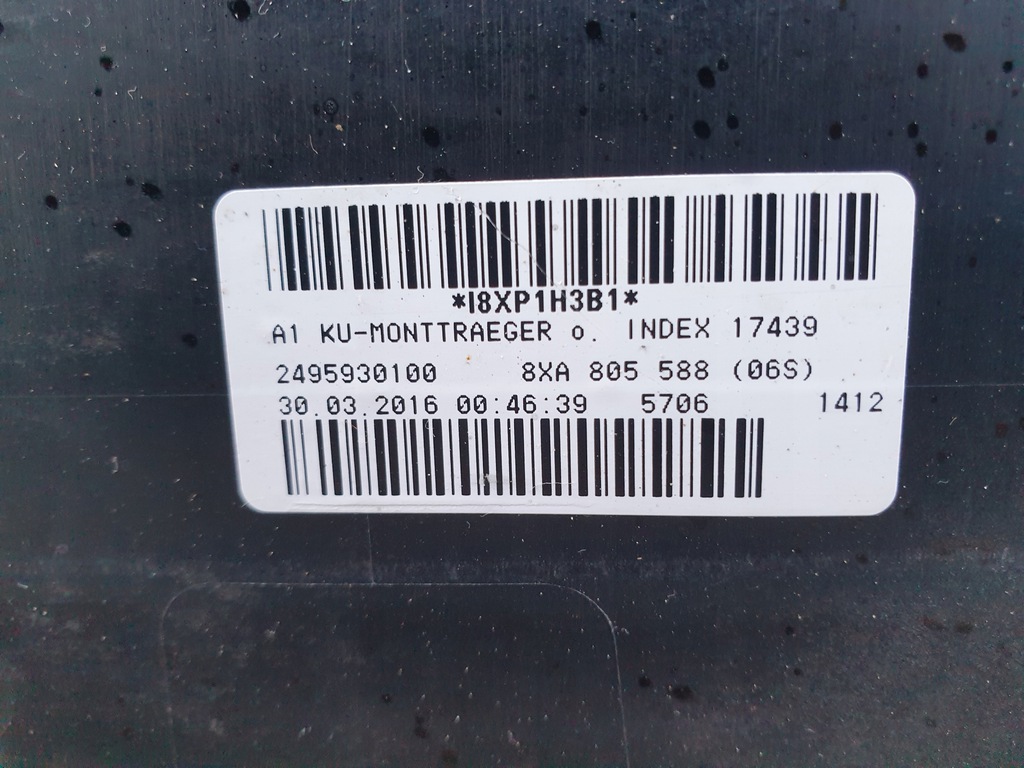 *I8XP1H3B1*
A1 KU-MONTTRAEGER o. INDEX 17439
2495930100 8XA 805 588 (06S)
30.03.2016 00:46:39 5706 1412